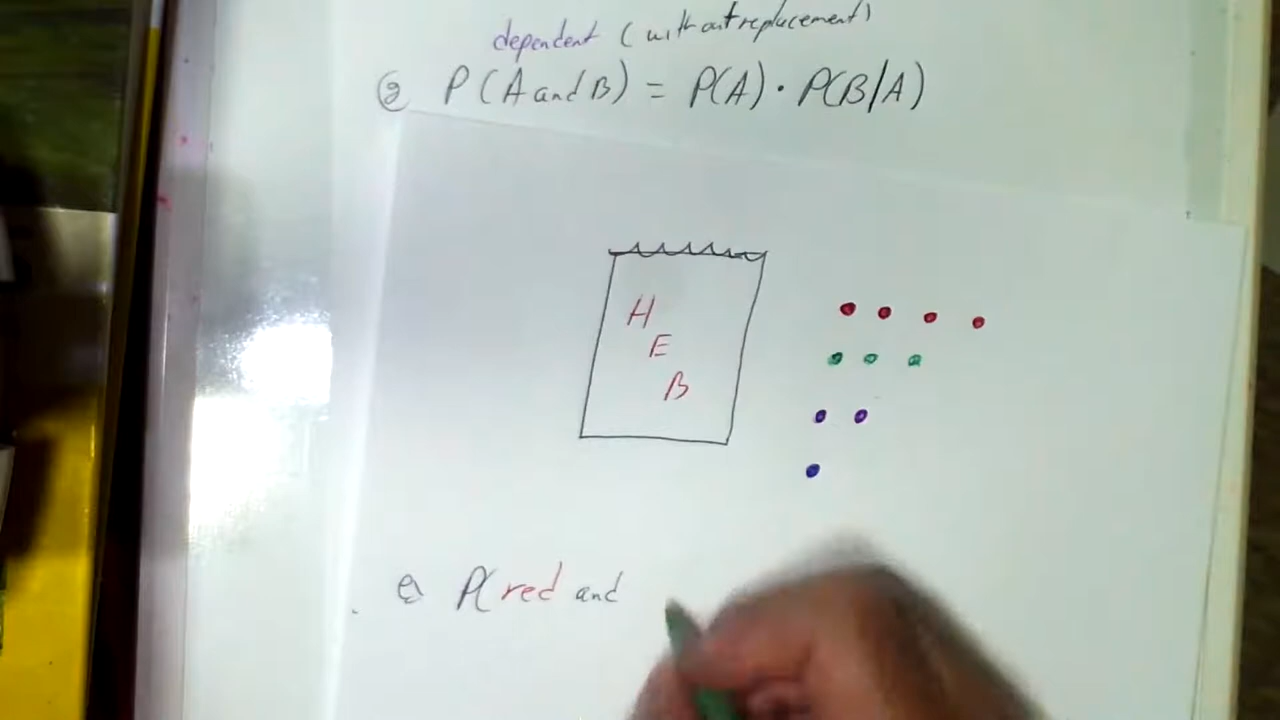 dependent (without replacement)
② P(A and B) = P(A) · P(B/A)
H
E
B
P(red and